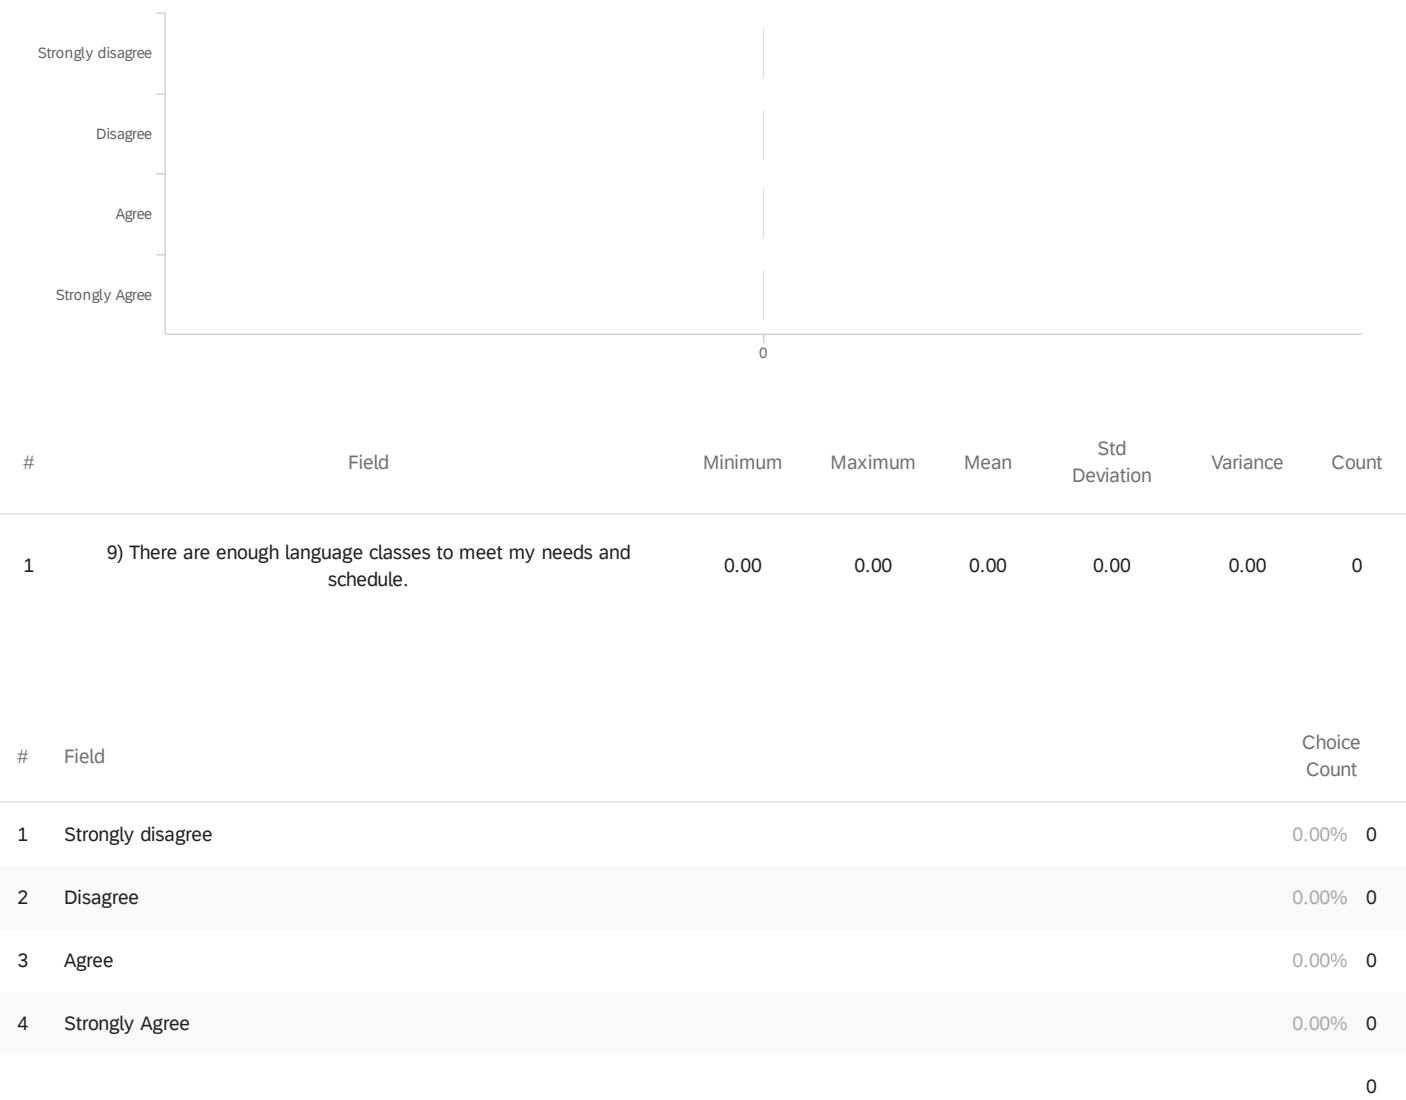 Strongly disagree
Disagree
Agree
Strongly Agree
0
# Field Minimum Maximum Mean Std Deviation Variance Count
1 9) There are enough language classes to meet my needs and 0.00 0.00 0.00 0.00 0.00 0
schedule.
# Field Choice Count
1 Strongly disagree 0.00% 0
2 Disagree 0.00% 0
3 Agree 0.00% 0
4 Strongly Agree 0.00% 0
0